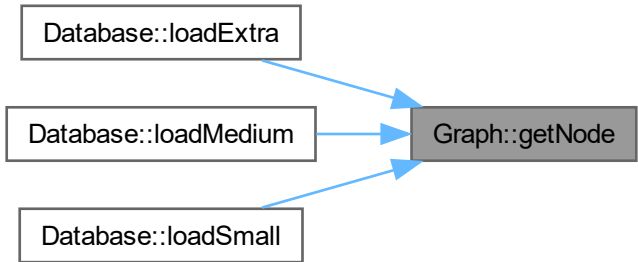 Database::loadExtra
Database::loadMedium
Graph::getNode
Database::loadSmall